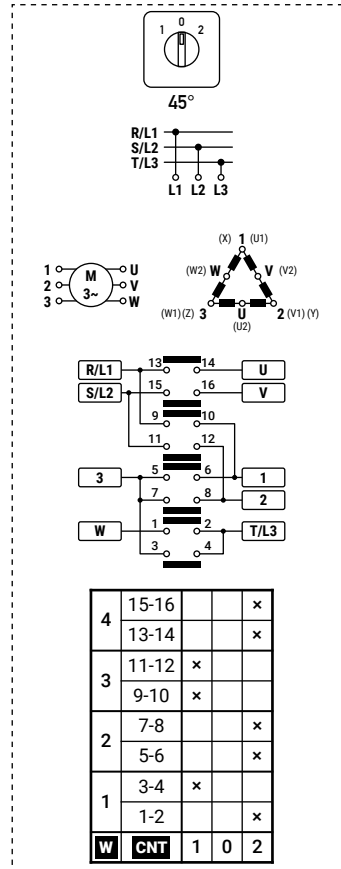 0
1 2
45°
R/L1
S/L2
T/L3
L1 L2 L3
(X) 1 (U1)
1 M U
2 3~ V
3 W
(W2) W V (V2)
(W1)(Z) 3 U 2 (V1)(Y)
(U2)
R/L1 13 14 U
S/L2 15 16 V
9 10
11 12
3 5 6 1
7 8 2
W 1 2 T/L3
3 4
4 15-16 ×
13-14 ×
3 11-12 ×
9-10 ×
2 7-8 ×
5-6 ×
1 3-4 ×
1-2 ×
W CNT 1 0 2